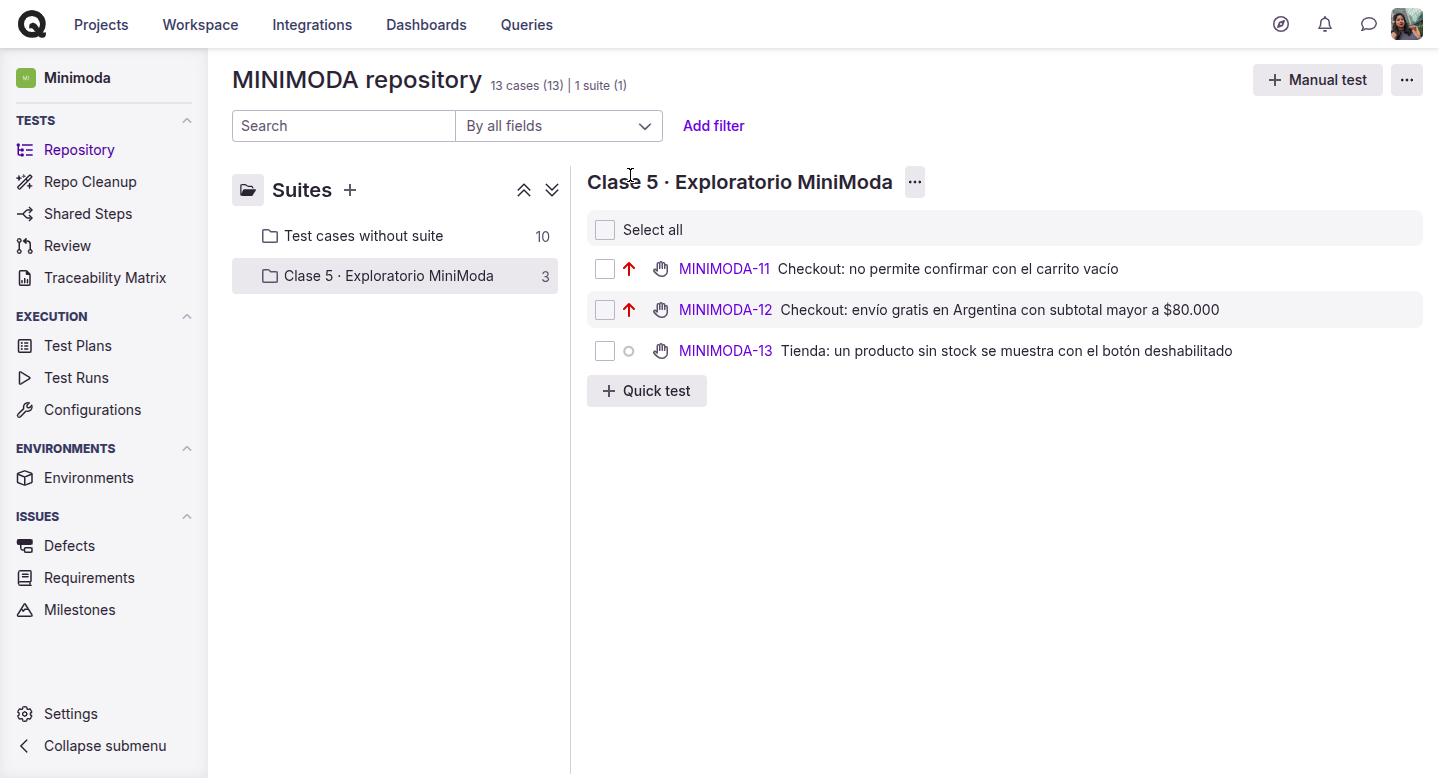 Projects Workspace Integrations Dashboards Queries
Minimoda
TESTS
Repository
Repo Cleanup
Shared Steps
Review
Traceability Matrix
EXECUTION
Test Plans
Test Runs
Configurations
ENVIRONMENTS
Environments
ISSUES
Defects
Requirements
Milestones
Settings
Collapse submenu
MINIMODA repository 13 cases (13) | 1 suite (1)
Manual test
Search By all fields Add filter
Suites
Test cases without suite 10
Clase 5 · Exploratorio MiniModa 3
Clase 5 · Exploratorio MiniModa
Select all
MINIMODA-11 Checkout: no permite confirmar con el carrito vacío
MINIMODA-12 Checkout: envío gratis en Argentina con subtotal mayor a $80.000
MINIMODA-13 Tienda: un producto sin stock se muestra con el botón deshabilitado
Quick test